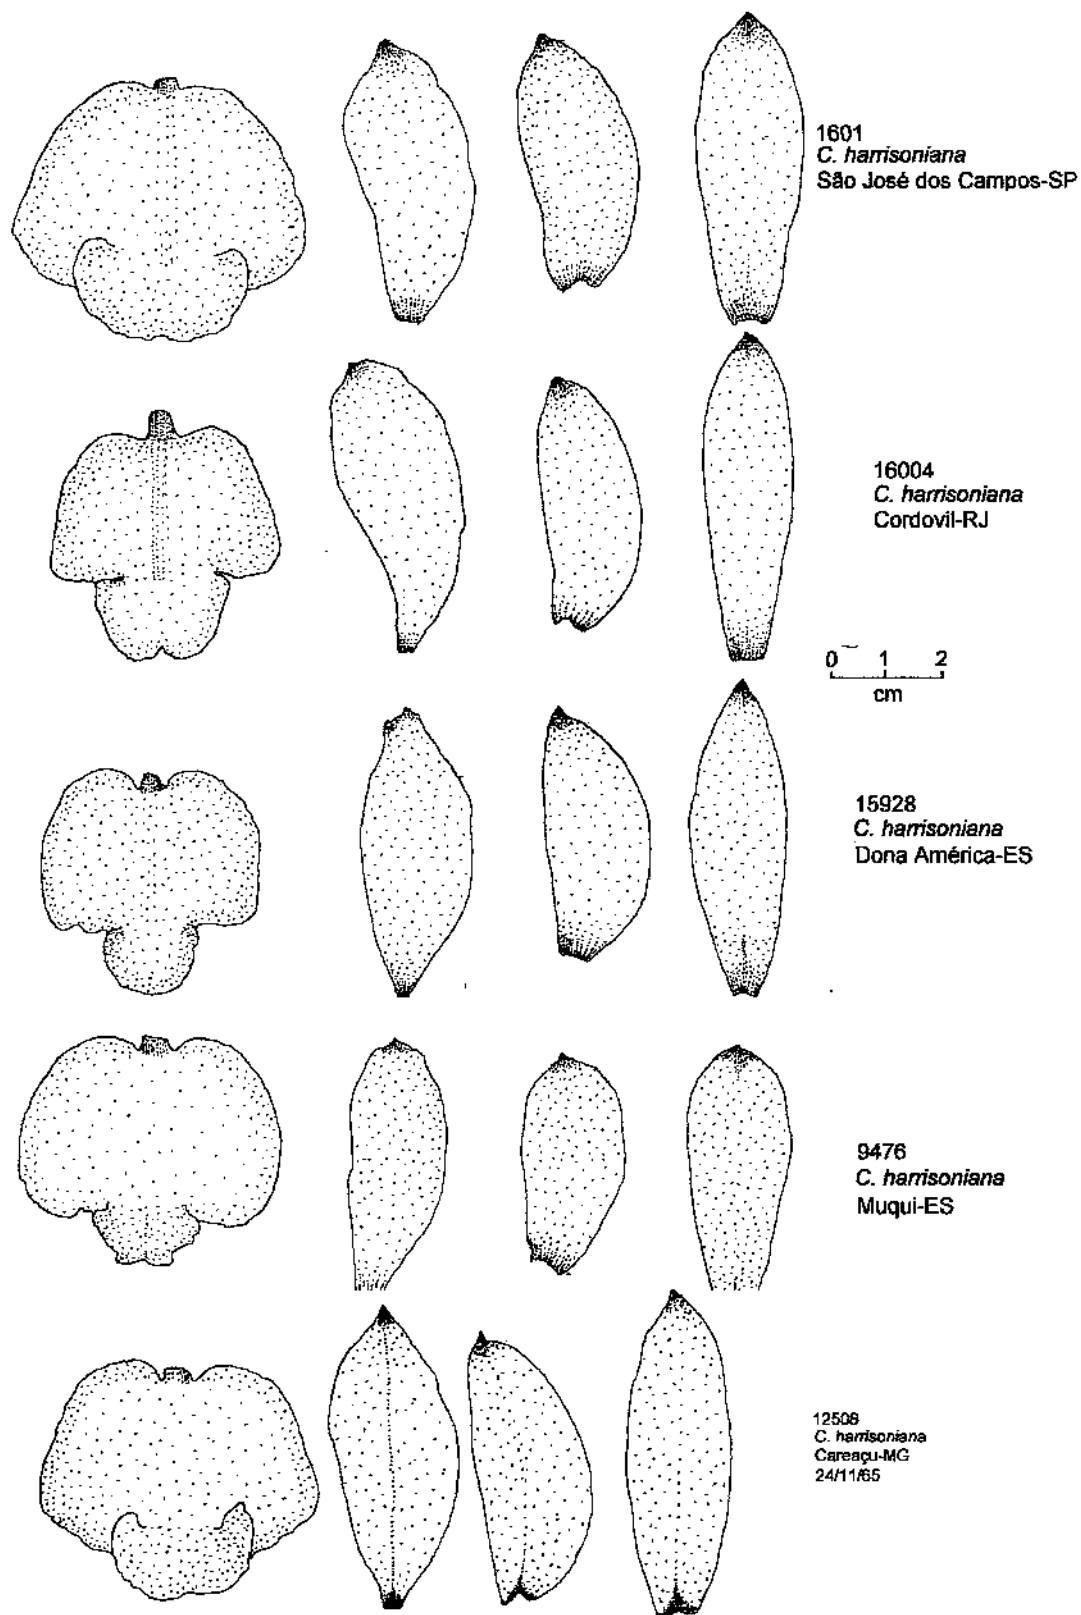 1601
C. harrisoniana
São José dos Campos-SP
16004
C. harrisoniana
Cordovil-RJ
0 1 2
cm
15928
C. harrisoniana
Dona América-ES
9476
C. harrisoniana
Muqui-ES
12508
C. harrisoniana
Careaçu-MG
24/11/65